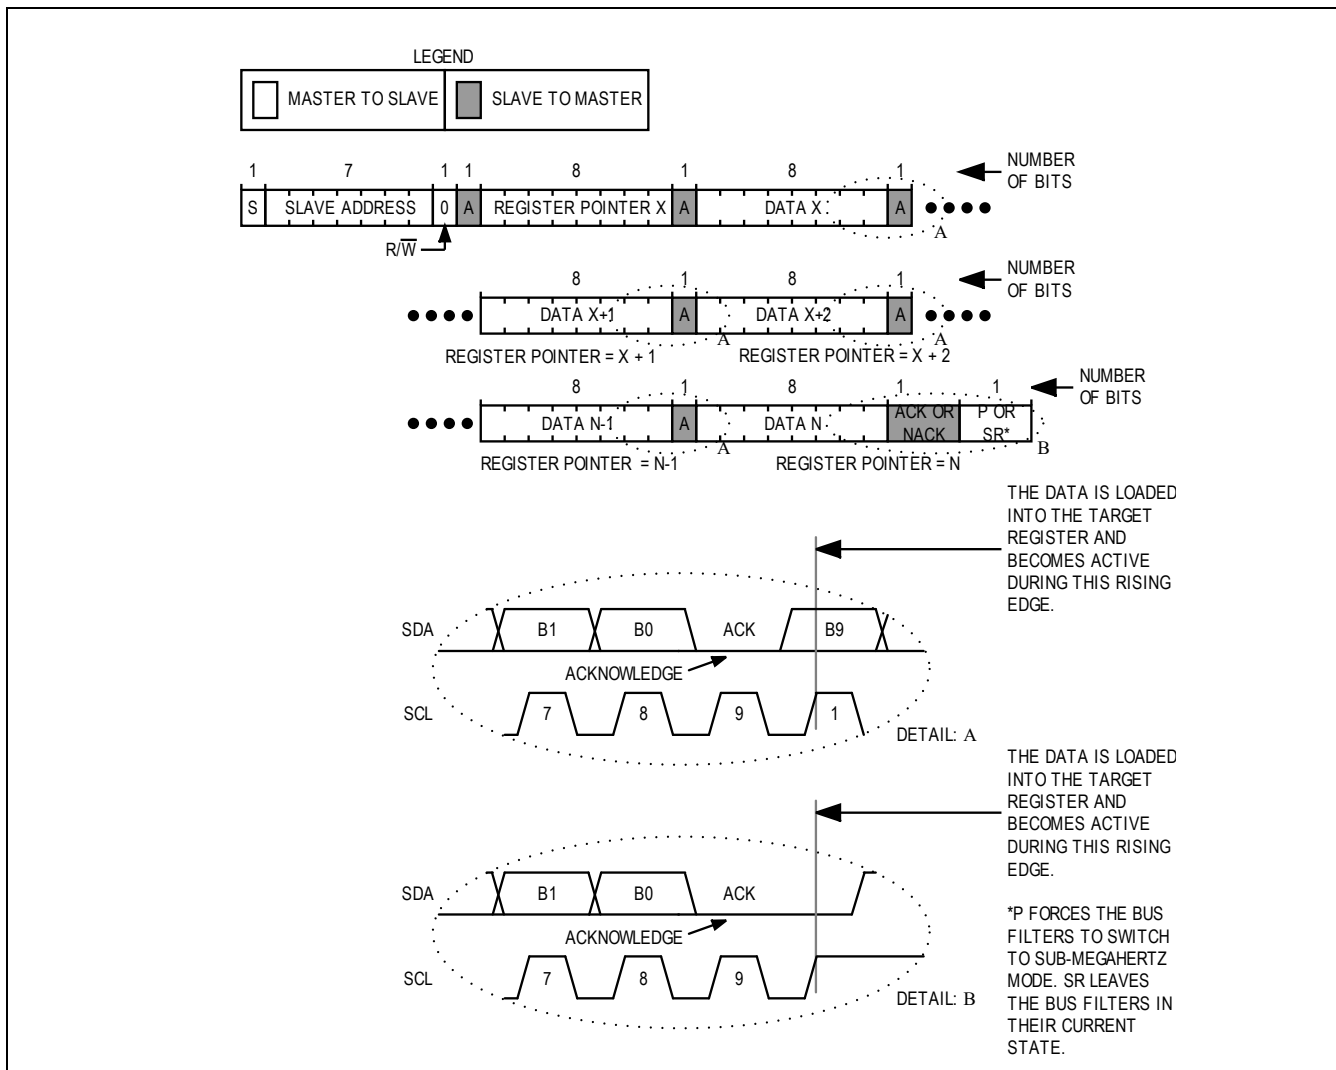 LEGEND
MASTER TO SLAVE
SLAVE TO MASTER
1 7 1 1 8 1 8 1
NUMBER
OF BITS
S SLAVE ADDRESS 0 A REGISTER POINTER X A DATA X A
A
R/W
8 1 8 1
NUMBER
OF BITS
DATA X+1 A DATA X+2 A
A A
REGISTER POINTER = X + 1 REGISTER POINTER = X + 2
8 1 8 1 1
NUMBER
OF BITS
DATA N-1 A DATA N ACK OR NACK P OR SR*
A B
REGISTER POINTER = N-1 REGISTER POINTER = N
THE DATA IS LOADED
INTO THE TARGET
REGISTER AND
BECOMES ACTIVE
DURING THIS RISING
EDGE.
SDA B1 B0 ACK B9
ACKNOWLEDGE
SCL 7 8 9 1
DETAIL: A
THE DATA IS LOADED
INTO THE TARGET
REGISTER AND
BECOMES ACTIVE
DURING THIS RISING
EDGE.
SDA B1 B0 ACK
ACKNOWLEDGE
SCL 7 8 9
DETAIL: B
*P FORCES THE BUS
FILTERS TO SWITCH
TO SUB-MEGAHERTZ
MODE. SR LEAVES
THE BUS FILTERS IN
THEIR CURRENT
STATE.